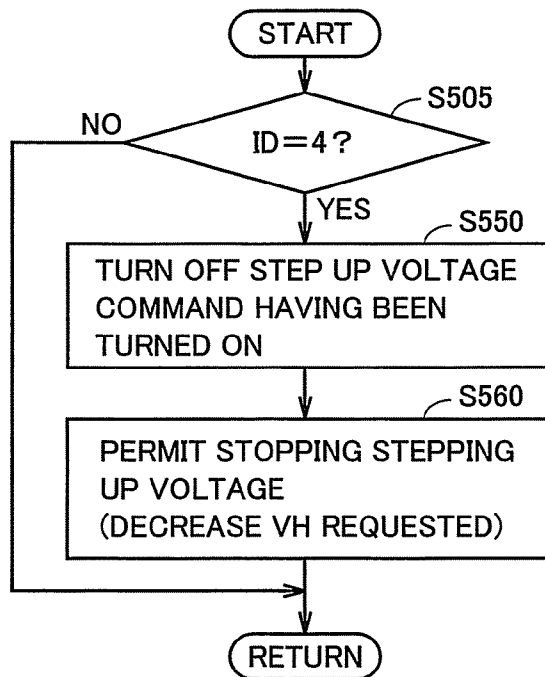 START
S505
NO
ID=4?
YES
S550
TURN OFF STEP UP VOLTAGE
COMMAND HAVING BEEN
TURNED ON
S560
PERMIT STOPPING STEPPING
UP VOLTAGE
(DECREASE VH REQUESTED)
RETURN